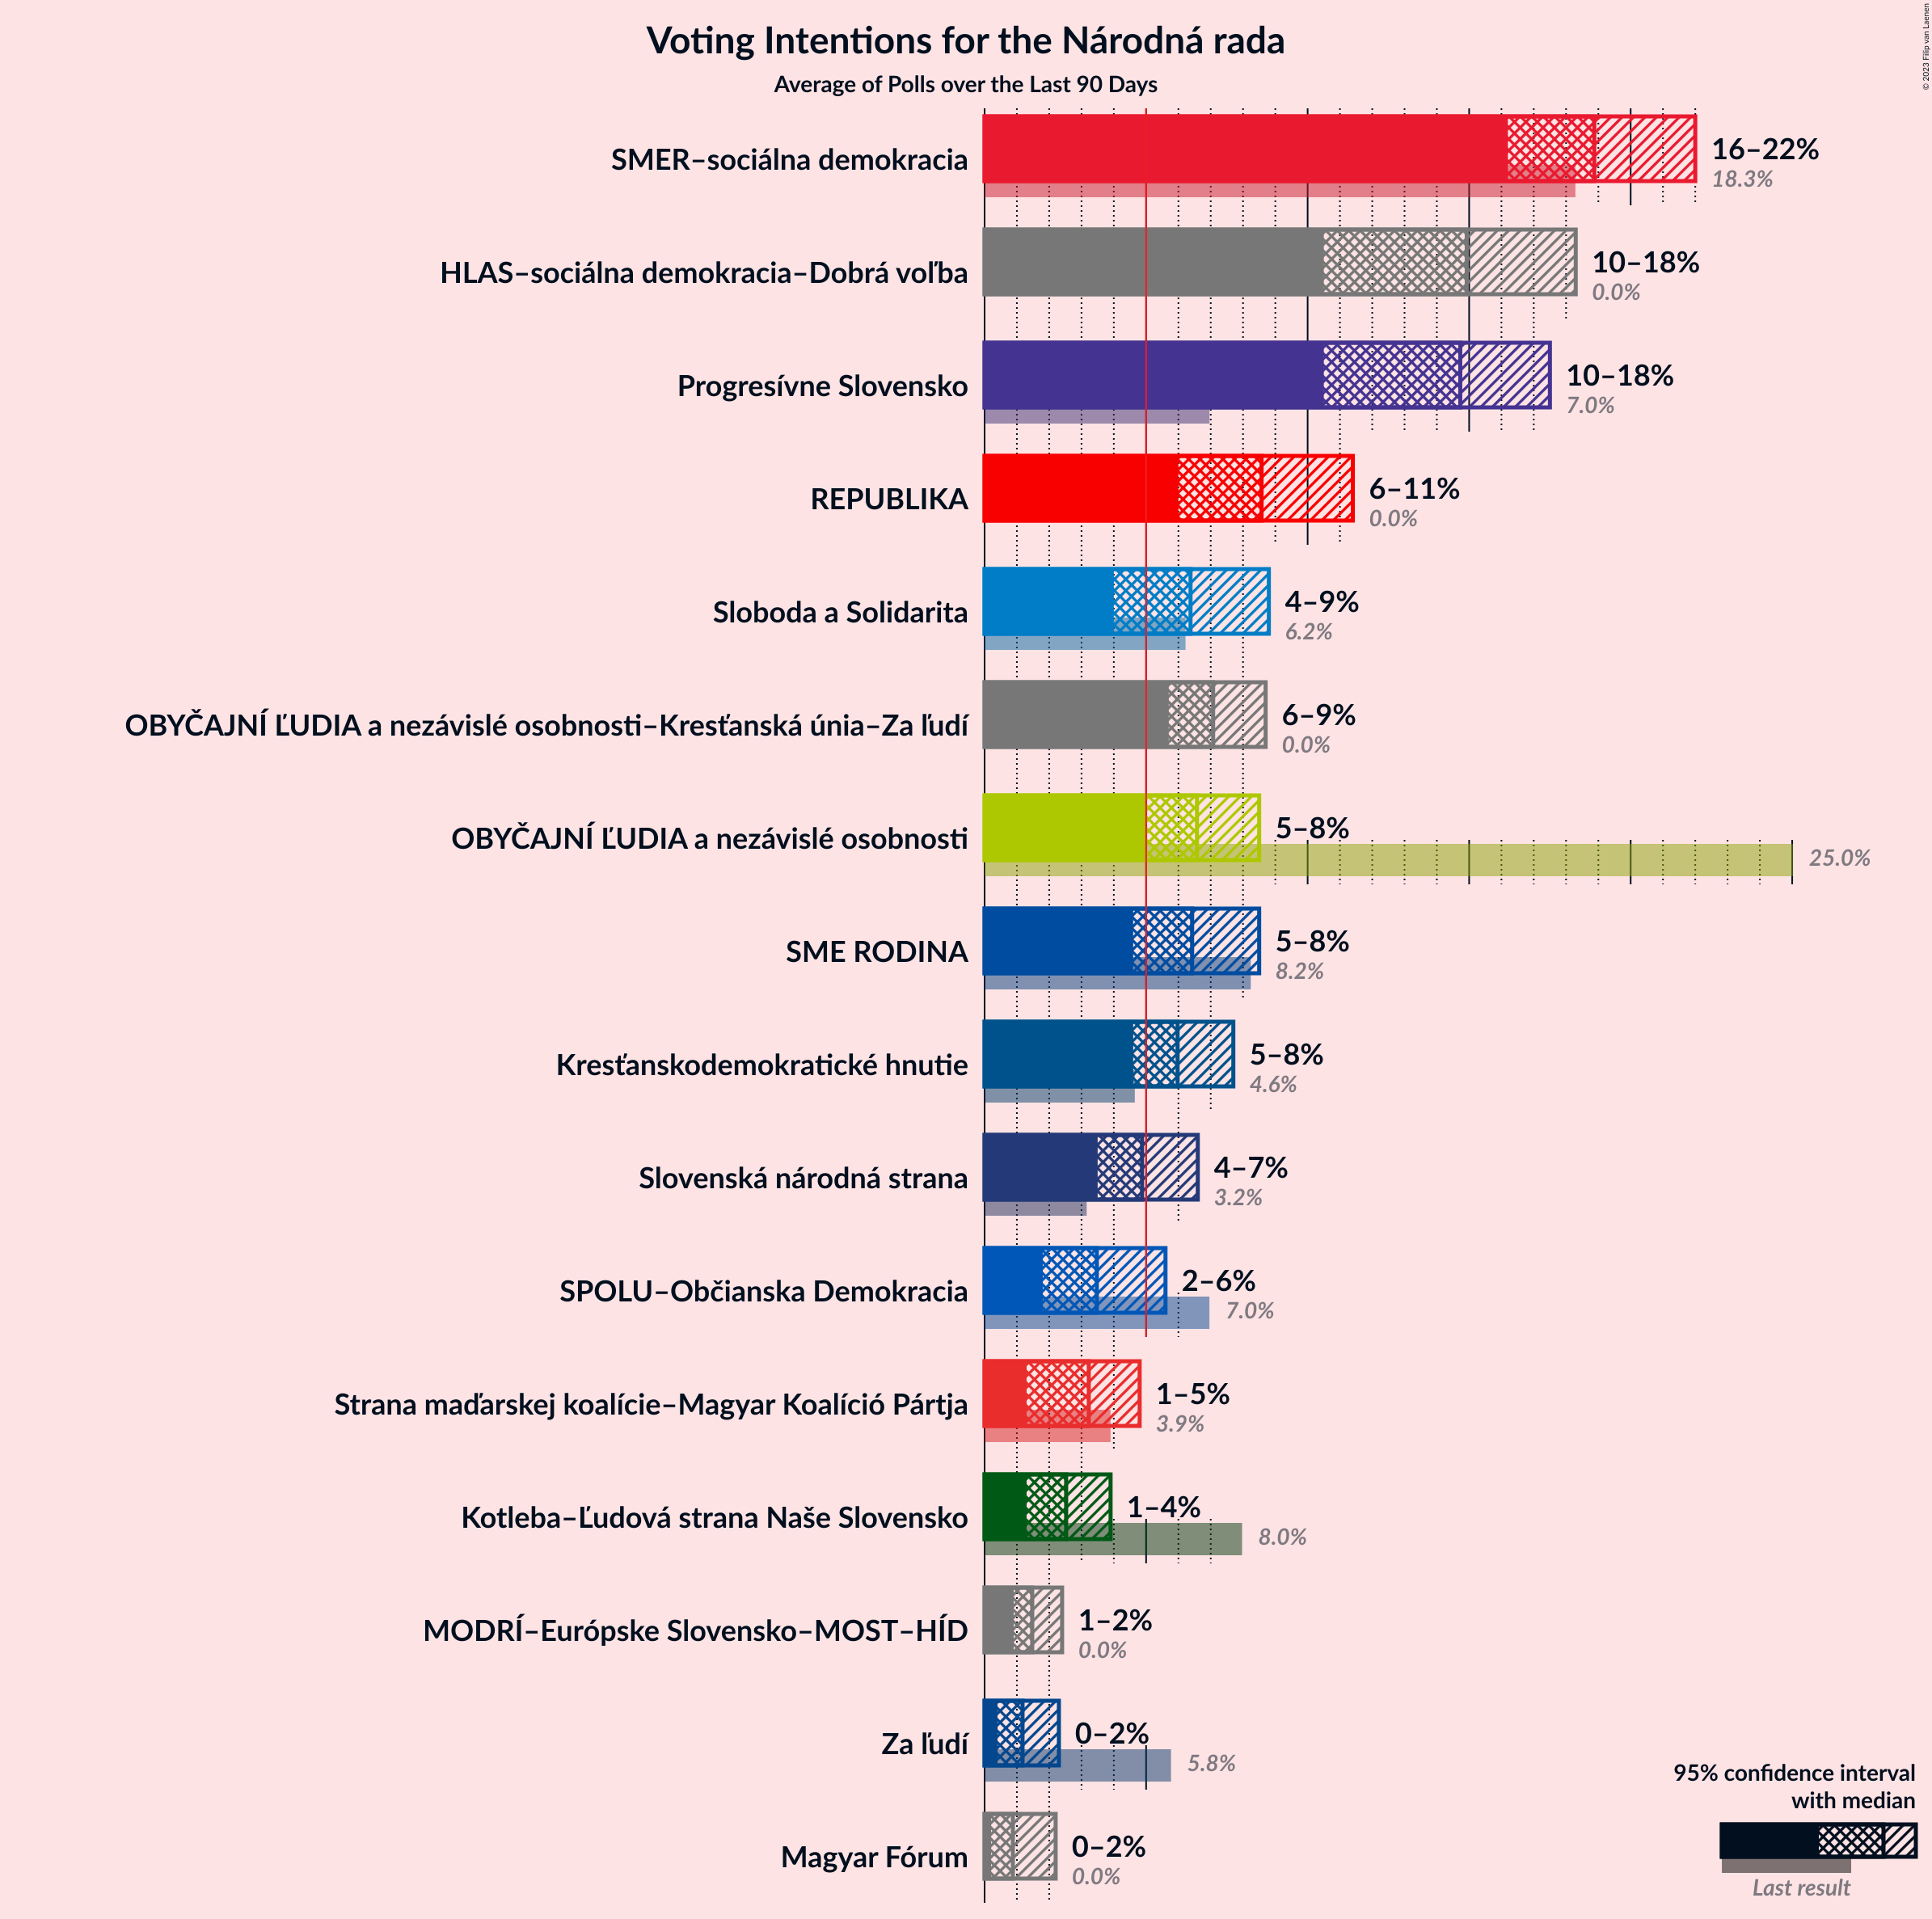 Voting Intentions for the Národná rada
Average of Polls over the Last 90 Days
© 2023 Filip van Laenen
SMER–sociálna demokracia
16–22%
18.3%
HLAS–sociálna demokracia–Dobrá voľba
10–18%
0.0%
Progresívne Slovensko
10–18%
7.0%
REPUBLIKA
6–11%
0.0%
Sloboda a Solidarita
4–9%
6.2%
OBYČAJNÍ ĽUDIA a nezávislé osobnosti–Kresťanská únia–Za ľudí
6–9%
0.0%
OBYČAJNÍ ĽUDIA a nezávislé osobnosti
5–8%
25.0%
SME RODINA
5–8%
8.2%
Kresťanskodemokratické hnutie
5–8%
4.6%
Slovenská národná strana
4–7%
3.2%
SPOLU–Občianska Demokracia
2–6%
7.0%
Strana maďarskej koalície–Magyar Koalíció Pártja
1–5%
3.9%
Kotleba–Ľudová strana Naše Slovensko
1–4%
8.0%
MODRÍ–Európske Slovensko–MOST–HÍD
1–2%
0.0%
Za ľudí
0–2%
5.8%
Magyar Fórum
0–2%
0.0%
95% confidence interval
with median
Last result